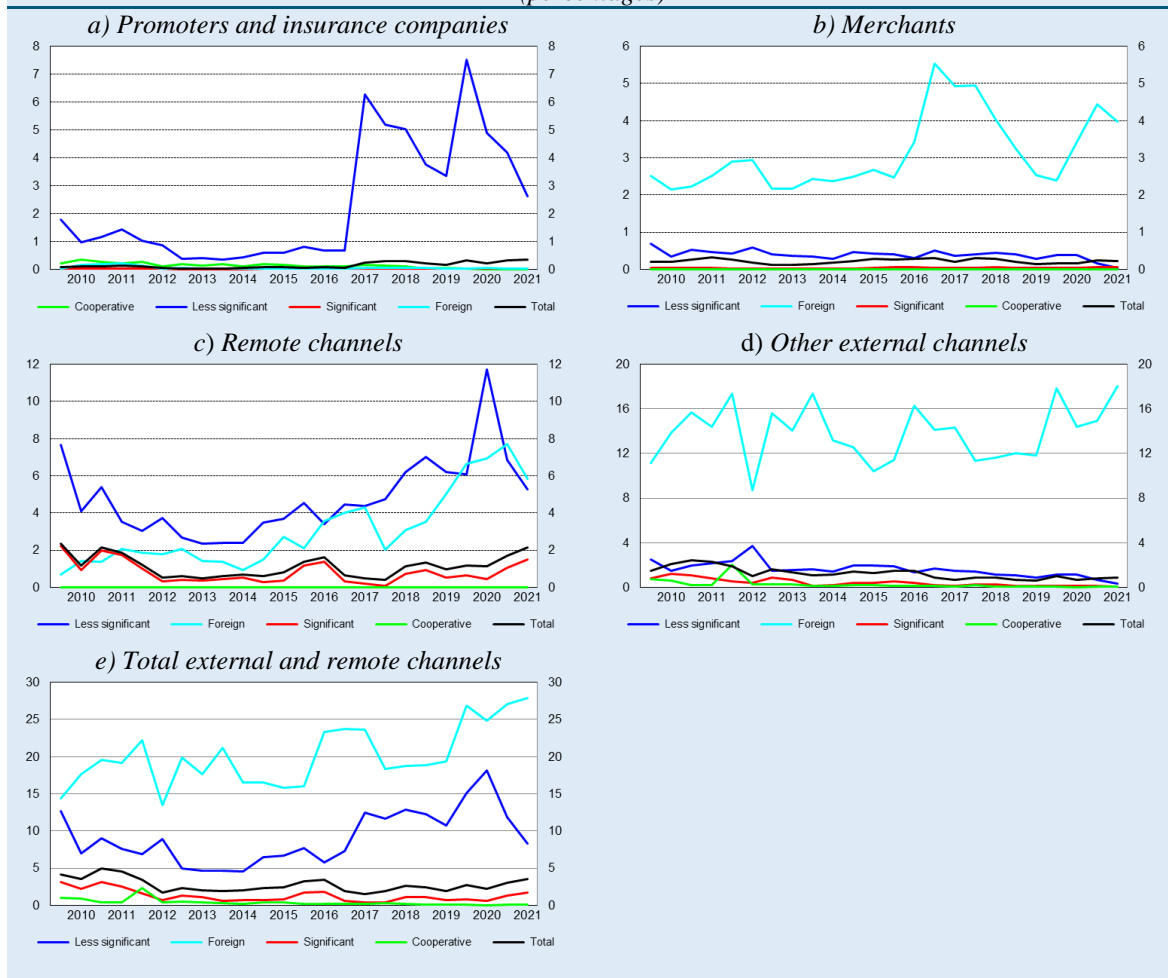 (percentages)
a) Promoters and insurance companies
8 8
7 7
6 6
5 5
4 4
3 3
2 2
1 1
0 0
2010 2011 2012 2013 2014 2015 2016 2017 2018 2019 2020 2021
Cooperative Less significant Significant Foreign Total
b) Merchants
6 6
5 5
4 4
3 3
2 2
1 1
0 0
2010 2011 2012 2013 2014 2015 2016 2017 2018 2019 2020 2021
Less significant Foreign Significant Cooperative Total
c) Remote channels
12 12
10 10
8 8
6 6
4 4
2 2
0 0
2010 2011 2012 2013 2014 2015 2016 2017 2018 2019 2020 2021
Less significant Foreign Significant Cooperative Total
d) Other external channels
20 20
16 16
12 12
8 8
4 4
0 0
2010 2011 2012 2013 2014 2015 2016 2017 2018 2019 2020 2021
Less significant Foreign Significant Cooperative Total
e) Total external and remote channels
30 30
25 25
20 20
15 15
10 10
5 5
0 0
2010 2011 2012 2013 2014 2015 2016 2017 2018 2019 2020 2021
Less significant Foreign Significant Cooperative Total